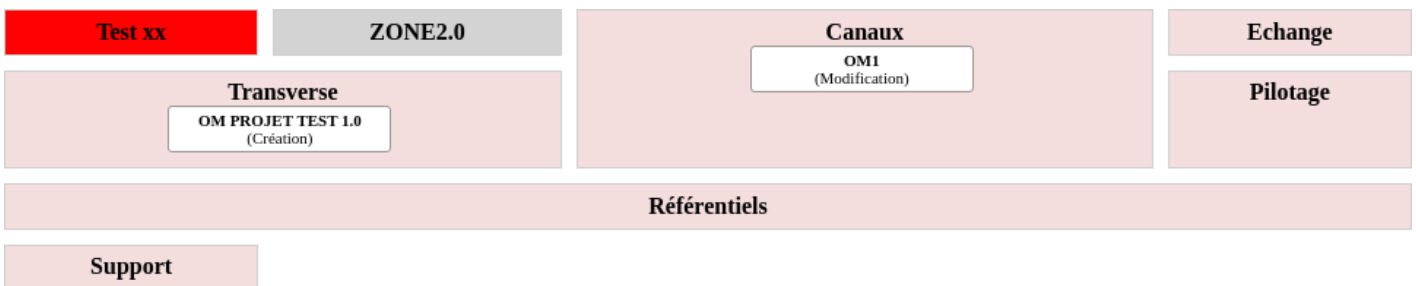 Test xx
ZONE2.0
Canaux
OM1
(Modification)
Echange
Transverse
OM PROJET TEST 1.0
(Création)
Pilotage
Référentiels
Support